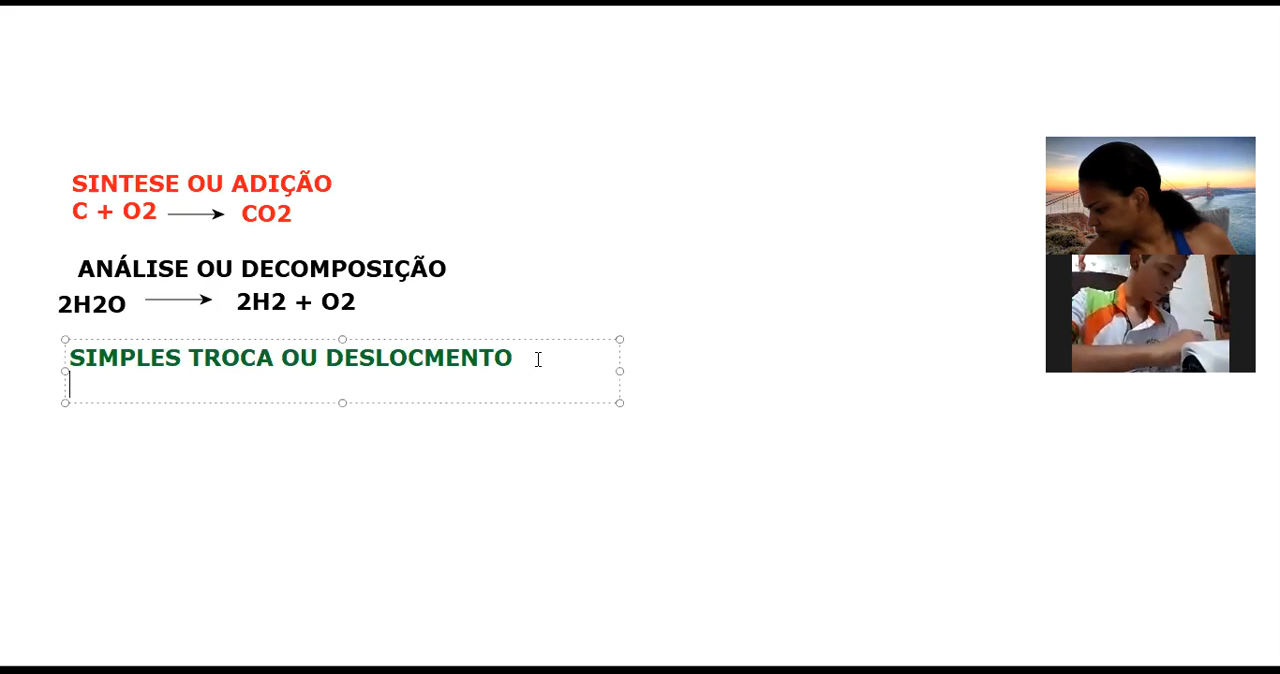 SINTESE OU ADIÇÃO
C + O2 → CO2
ANÁLISE OU DECOMPOSIÇÃO
2H2O → 2H2 + O2
SIMPLES TROCA OU DESLOCMENTO